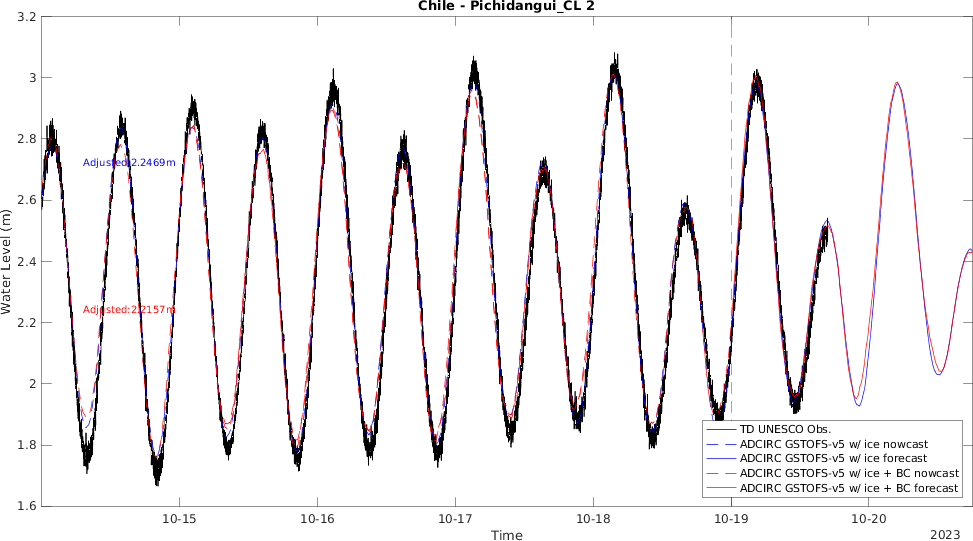 Chile - Pichidangui_CL 2
3.2
3
2.8
2.6
2.4
2.2
2
1.8
1.6
Water Level (m)
Adjusted:2.2469m
Adjusted:2.2157m
TD UNESCO Obs.
ADCIRC GSTOFS-v5 w/ ice nowcast
ADCIRC GSTOFS-v5 w/ ice forecast
ADCIRC GSTOFS-v5 w/ ice + BC nowcast
ADCIRC GSTOFS-v5 w/ ice + BC forecast
10-15 10-16 10-17 10-18 10-19 10-20
Time
2023